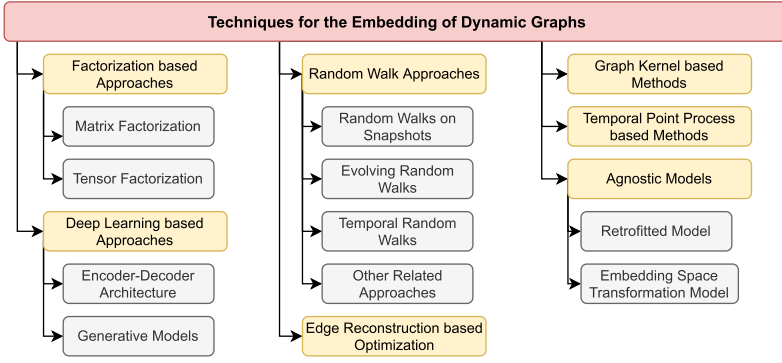 Techniques for the Embedding of Dynamic Graphs
Factorization based
Approaches
Matrix Factorization
Tensor Factorization
Deep Learning based
Approaches
Encoder-Decoder
Architecture
Generative Models
Random Walk Approaches
Random Walks on
Snapshots
Evolving Random
Walks
Temporal Random
Walks
Other Related
Approaches
Edge Reconstruction based
Optimization
Graph Kernel based
Methods
Temporal Point Process
based Methods
Agnostic Models
Retrofitted Model
Embedding Space
Transformation Model